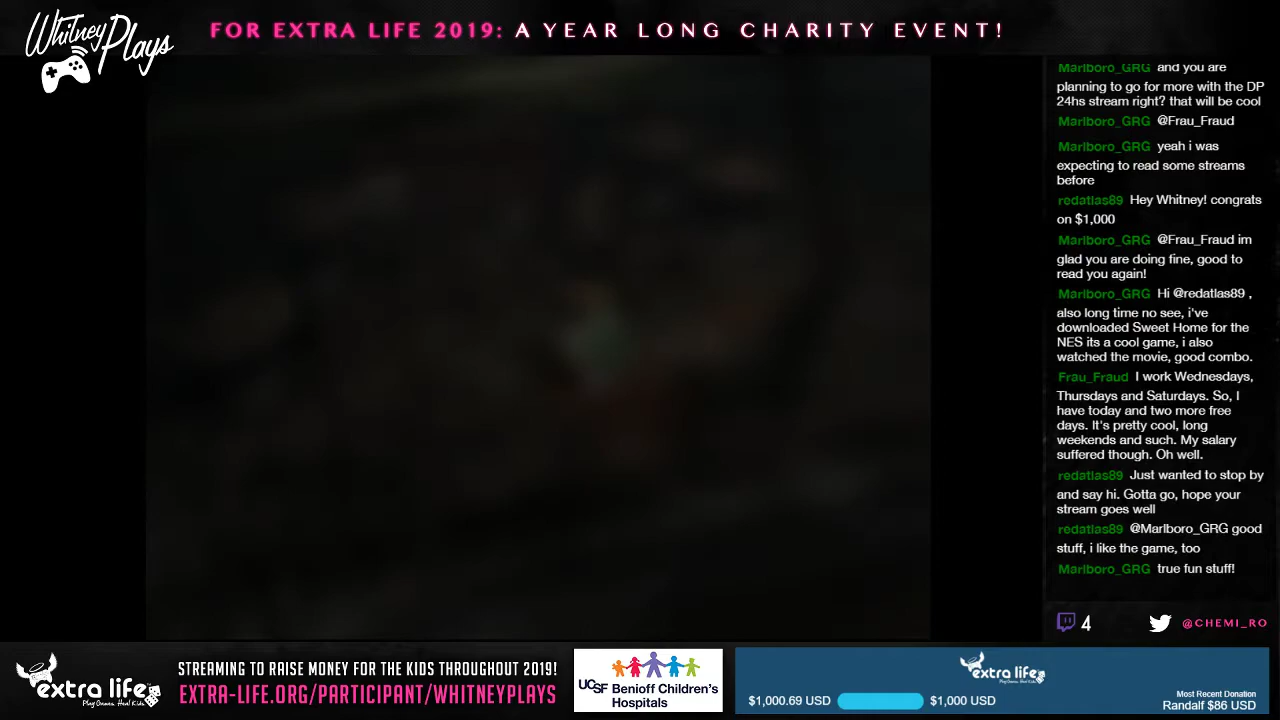 Whitney Plays
FOR EXTRA LIFE 2019: A YEAR LONG CHARITY EVENT!
Marlboro_GRG and you are
planning to go for more with the DP
24hs stream right? that will be cool
Marlboro_GRG @Frau_Fraud
Marlboro_GRG yeah i was
expecting to read some streams
before
redatlas89 Hey Whitney! congrats
on $1,000
Marlboro_GRG @Frau_Fraud im
glad you are doing fine, good to
read you again!
Marlboro_GRG Hi @redatlas89 ,
also long time no see, i've
downloaded Sweet Home for the
NES its a cool game, i also
watched the movie, good combo.
Frau_Fraud I work Wednesdays,
Thursdays and Saturdays. So, I
have today and two more free
days. It's pretty cool, long
weekends and such. My salary
suffered though. Oh well.
redatlas89 Just wanted to stop by
and say hi. Gotta go, hope your
stream goes well
redatlas89 @Marlboro_GRG good
stuff, i like the game, too
Marlboro_GRG true fun stuff!
4 @CHEMI_RO
extra life
Play Games. Heal Kids.
STREAMING TO RAISE MONEY FOR THE KIDS THROUGHOUT 2019!
EXTRA-LIFE.ORG/PARTICIPANT/WHITNEYPLAYS
UCSF Benioff Children's
Hospitals
extra life
Play Games. Heal Kids.
$1,000.69 USD $1,000 USD
Most Recent Donation
Randalf $86 USD